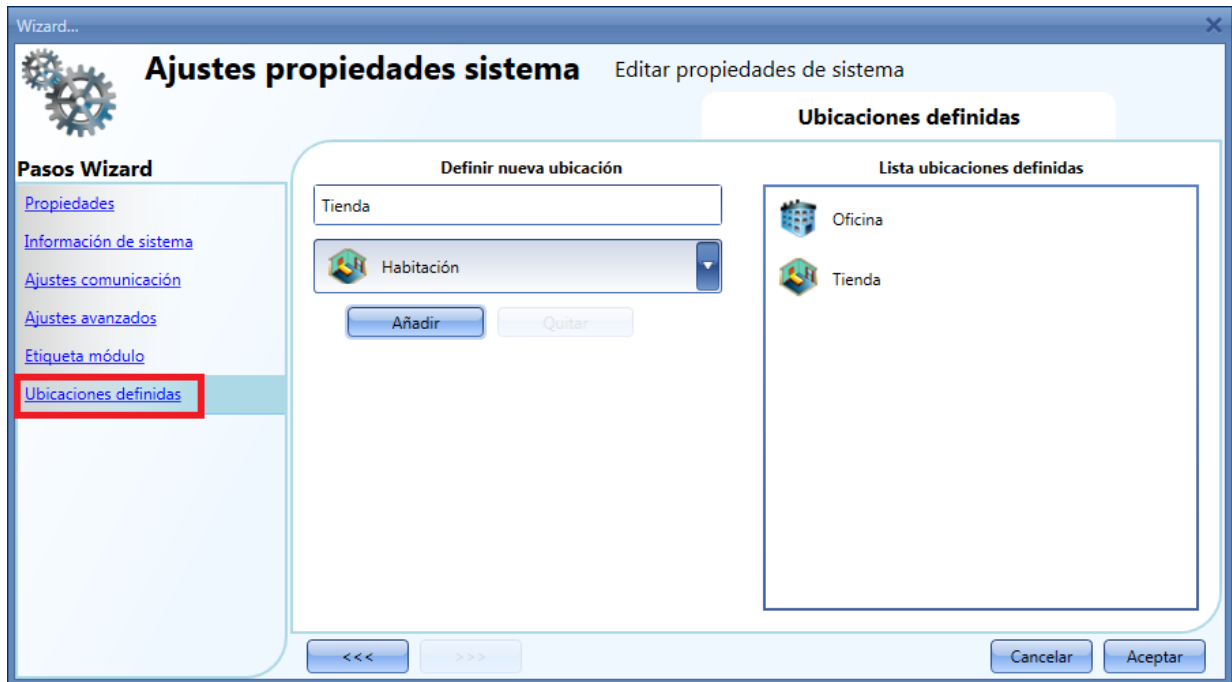 Wizard...
Ajustes propiedades sistema
Editar propiedades de sistema
Ubicaciones definidas
Pasos Wizard
Propiedades
Información de sistema
Ajustes comunicación
Ajustes avanzados
Etiqueta módulo
Ubicaciones definidas
Definir nueva ubicación
Tienda
Habitación
Añadir
Quitar
Lista ubicaciones definidas
Oficina
Tienda
<<<
>>>
Cancelar
Aceptar